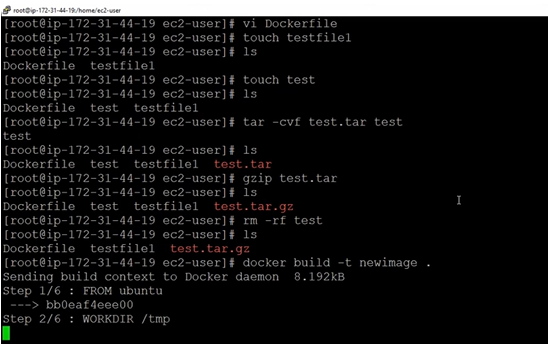 root@ip-172-31-44-19:/home/ec2-user
[root@ip-172-31-44-19 ec2-user]# vi Dockerfile
[root@ip-172-31-44-19 ec2-user]# touch testfile1
[root@ip-172-31-44-19 ec2-user]# ls
Dockerfile  testfile1
[root@ip-172-31-44-19 ec2-user]# touch test
[root@ip-172-31-44-19 ec2-user]# ls
Dockerfile  test  testfile1
[root@ip-172-31-44-19 ec2-user]# tar -cvf test.tar test
test
[root@ip-172-31-44-19 ec2-user]# ls
Dockerfile  test  testfile1  test.tar
[root@ip-172-31-44-19 ec2-user]# gzip test.tar
[root@ip-172-31-44-19 ec2-user]# ls
Dockerfile  test  testfile1  test.tar.gz
[root@ip-172-31-44-19 ec2-user]# rm -rf test
[root@ip-172-31-44-19 ec2-user]# ls
Dockerfile  testfile1  test.tar.gz
[root@ip-172-31-44-19 ec2-user]# docker build -t newimage .
Sending build context to Docker daemon  8.192kB
Step 1/6 : FROM ubuntu
 ---> bb0eaf4eee00
Step 2/6 : WORKDIR /tmp